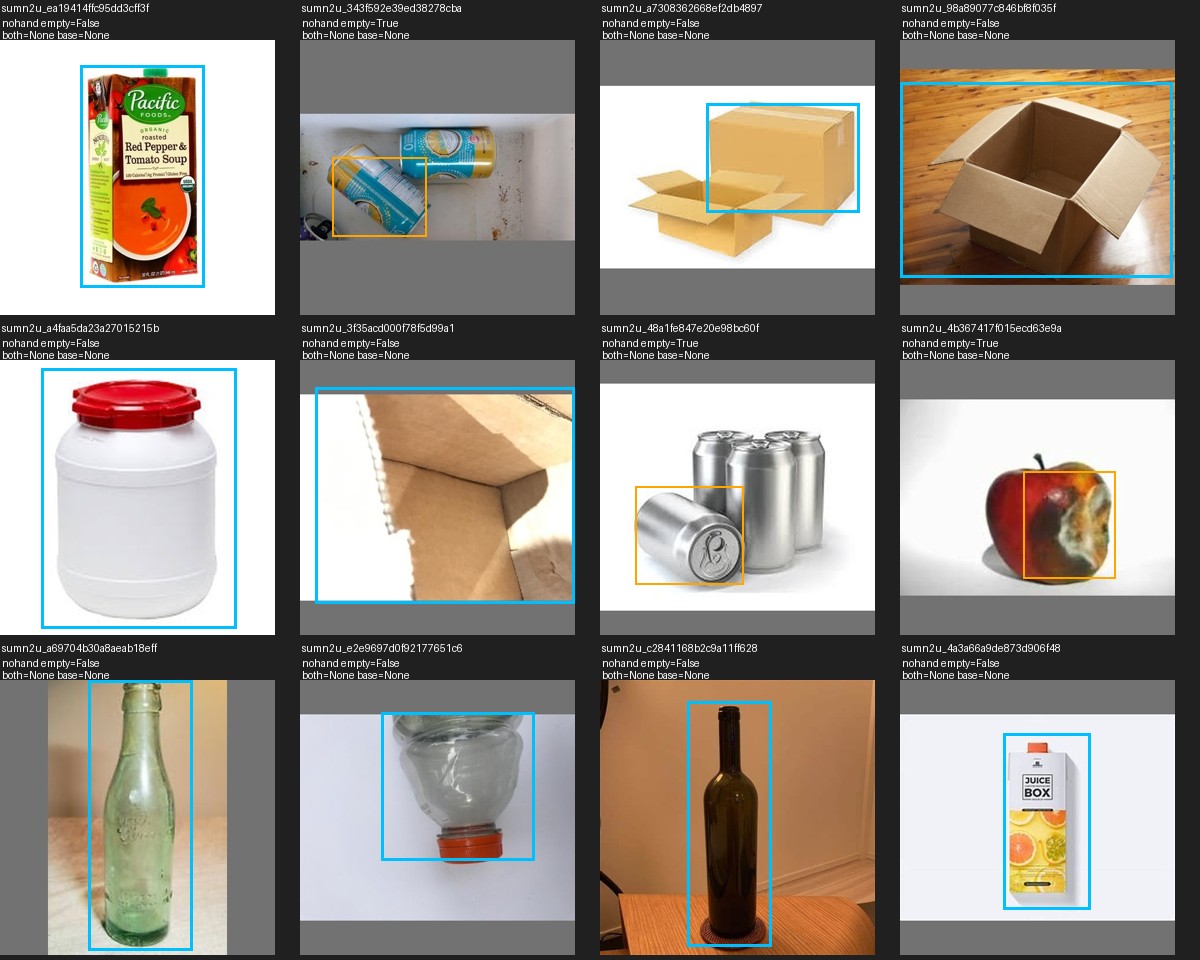 sumn2u_ea19414ffc95dd3cff3f
nohand empty=False
both=None base=None
sumn2u_343f592e39ed38278cba
nohand empty=True
both=None base=None
sumn2u_a7308362668ef2db4897
nohand empty=False
both=None base=None
sumn2u_98a89077c846bf8f035f
nohand empty=False
both=None base=None
Pacific
FOODS
ORGANIC
roasted
Red Pepper &
Tomato Soup
sumn2u_a4faa5da23a27015215b
nohand empty=False
both=None base=None
sumn2u_3f35acd000f78f5d99a1
nohand empty=False
both=None base=None
sumn2u_48a1fe847e20e98bc60f
nohand empty=True
both=None base=None
sumn2u_4b367417f015ecd63e9a
nohand empty=True
both=None base=None
sumn2u_a69704b30a8aeab18eff
nohand empty=False
both=None base=None
sumn2u_e2e9697d0f92177651c6
nohand empty=False
both=None base=None
sumn2u_c2841168b2c9a11ff628
nohand empty=False
both=None base=None
sumn2u_4a3a66a9de873d906f48
nohand empty=False
both=None base=None
JUICE
BOX